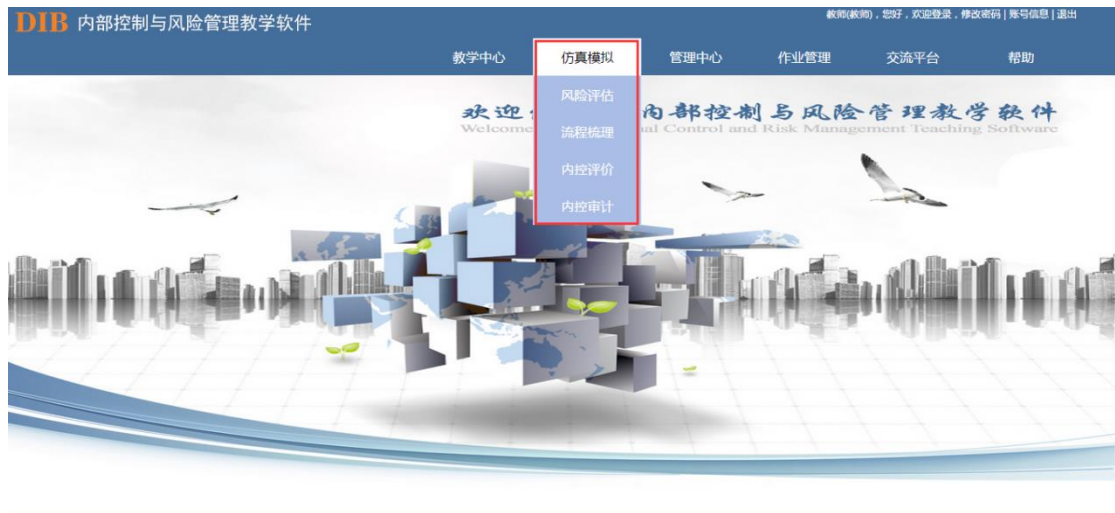 DIB 内部控制与风险管理教学软件
教师(教师)，您好，欢迎登录，修改密码 | 账号信息 | 退出
教学中心 仿真模拟 管理中心 作业管理 交流平台 帮助
风险评估
流程梳理
内控评价
内控审计
欢迎 内部控制与风险管理教学软件
Welcome al Control and Risk Management Teaching Software